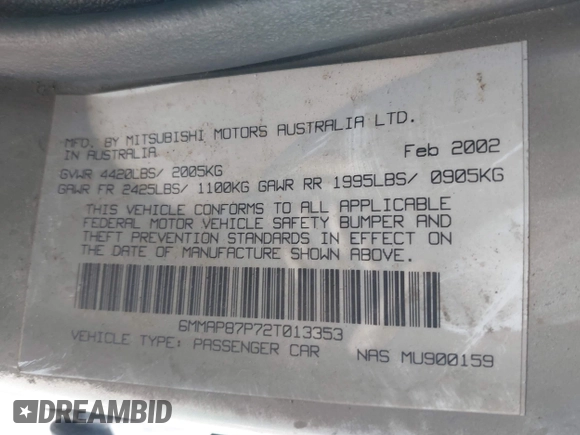 MFD. BY MITSUBISHI MOTORS AUSTRALIA LTD.
IN AUSTRALIA Feb 2002
GVWR 4420LBS/ 2005KG
GAWR FR 2425LBS/ 1100KG GAWR RR 1995LBS/ 0905KG
THIS VEHICLE CONFORMS TO ALL APPLICABLE
FEDERAL MOTOR VEHICLE SAFETY BUMPER AND
THEFT PREVENTION STANDARDS IN EFFECT ON
THE DATE OF MANUFACTURE SHOWN ABOVE.
6MMAP87P72T013353
VEHICLE TYPE: PASSENGER CAR NAS MU900159
DREAMBID